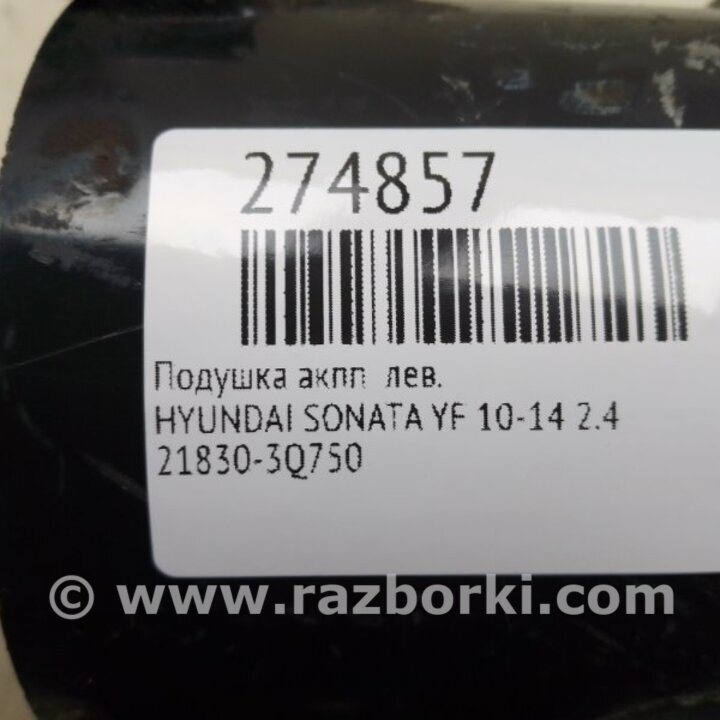 274857
Подушка акпп лев.
HYUNDAI SONATA YF 10-14 2.4
21830-3Q750
© www.razborki.com